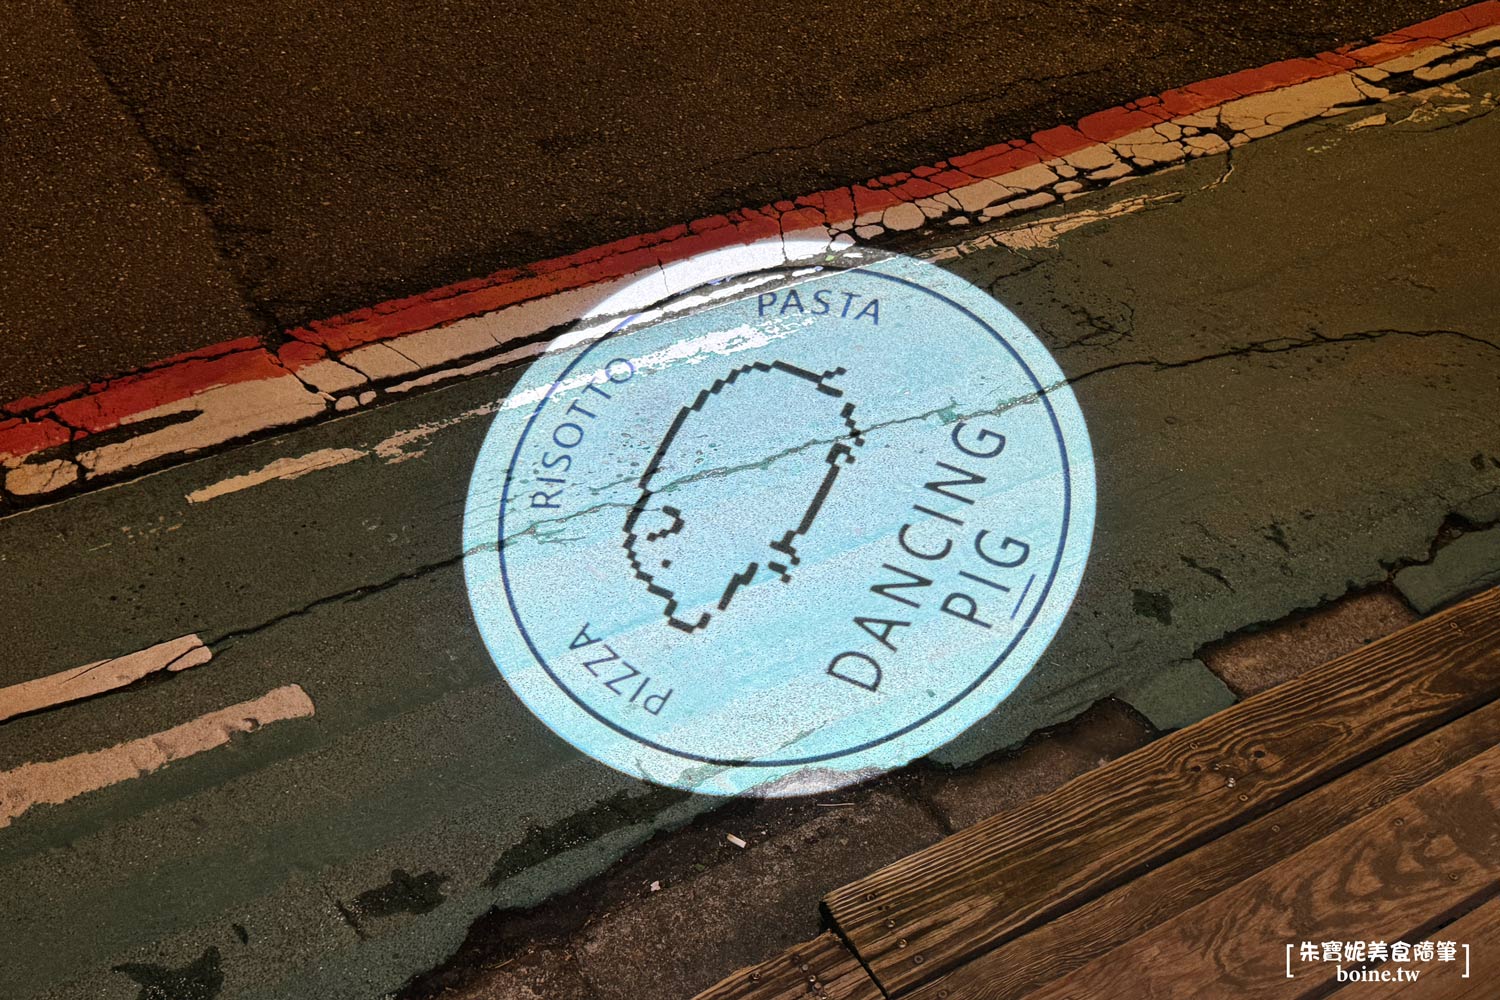 PIZZA
RISOTTO
PASTA
DANCING
PIG
朱寶妮美食隨筆
boine.tw